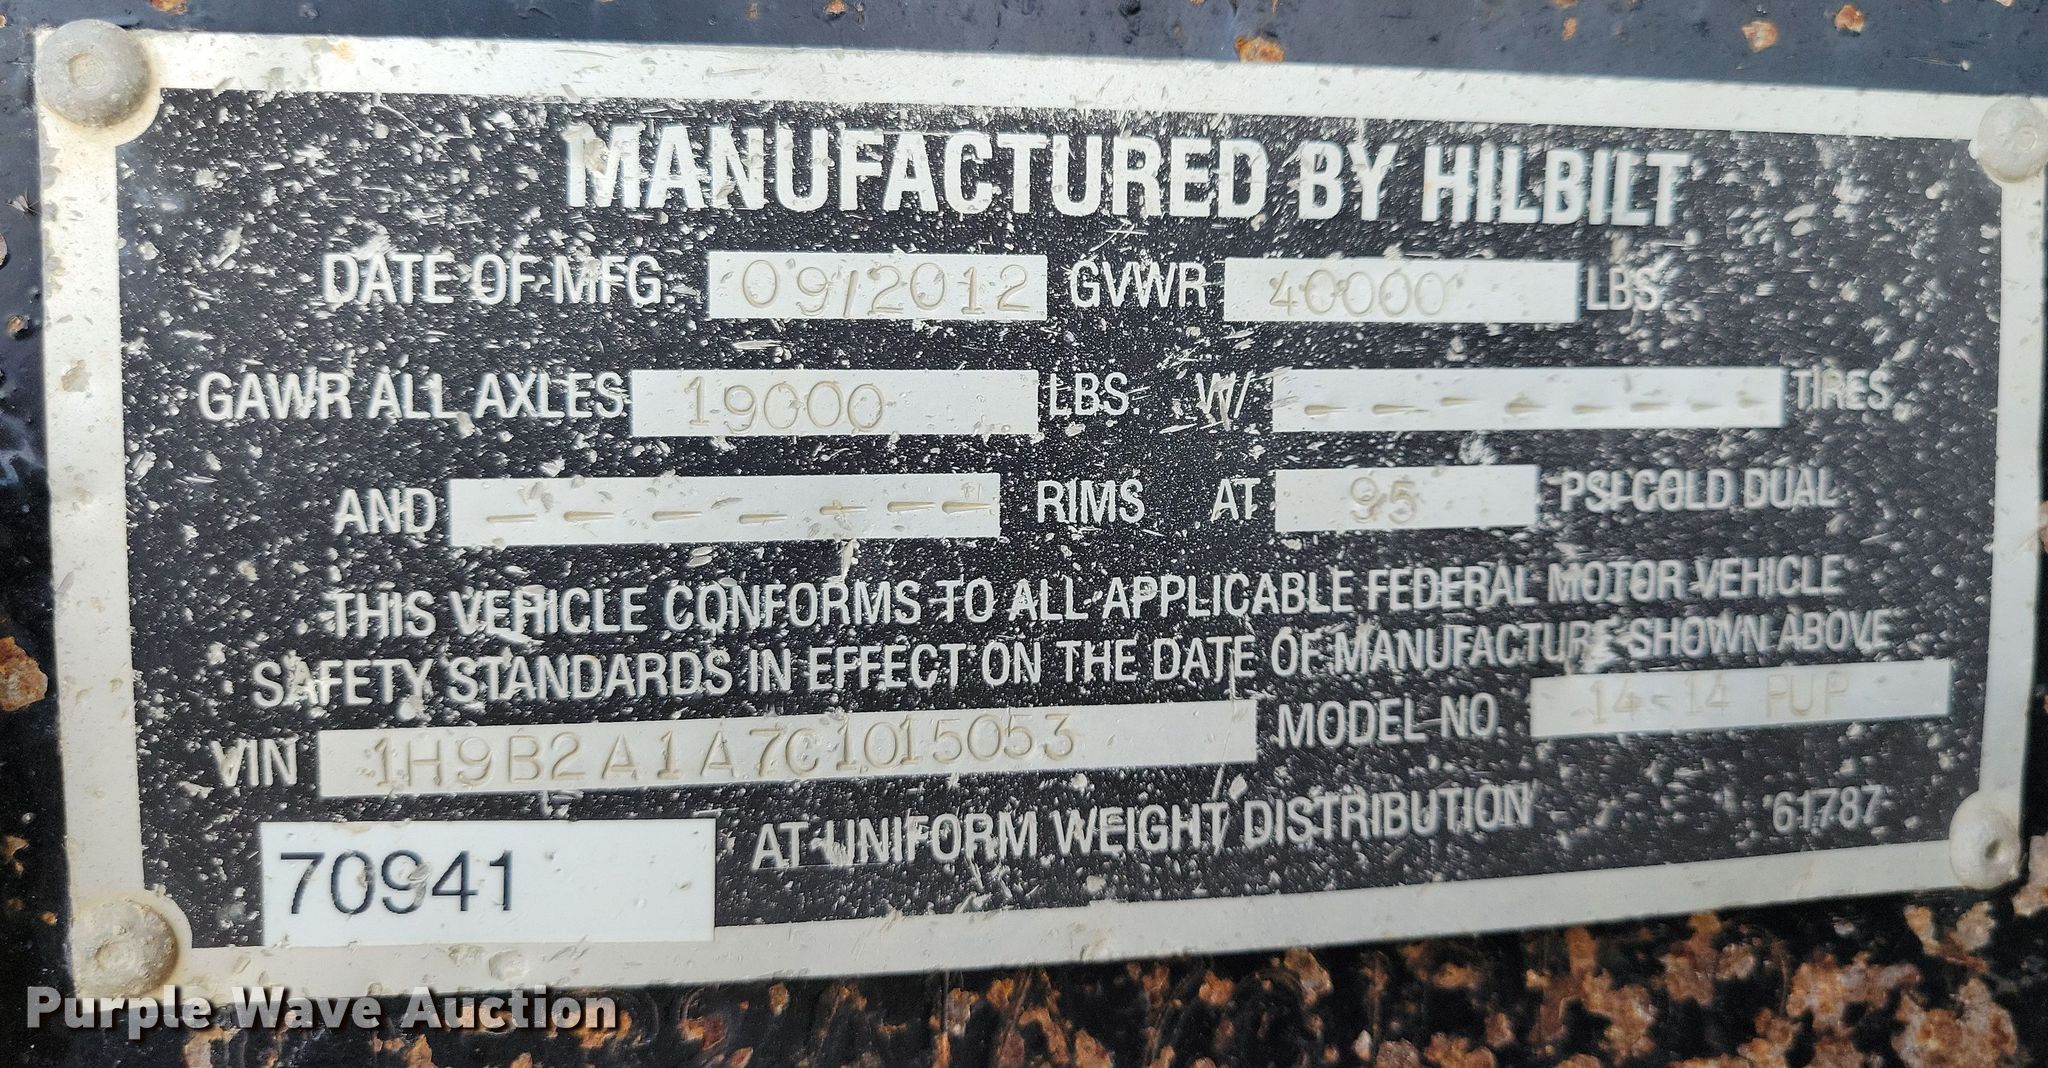 MANUFACTURED BY HILBILT
DATE OF MFG. 09/2012 GVWR 40000 LBS.
GAWR ALL AXLES 19000 LBS. W/ - - - - - - - TIRES
AND - - - - - - - RIMS AT 95 PSI COLD DUAL
THIS VEHICLE CONFORMS TO ALL APPLICABLE FEDERAL MOTOR VEHICLE
SAFETY STANDARDS IN EFFECT ON THE DATE OF MANUFACTURE SHOWN ABOVE
VIN 1H9B2A1A7C1015053 MODEL NO. 14-14 PUP
70941 AT UNIFORM WEIGHT DISTRIBUTION 61787
Purple Wave Auction